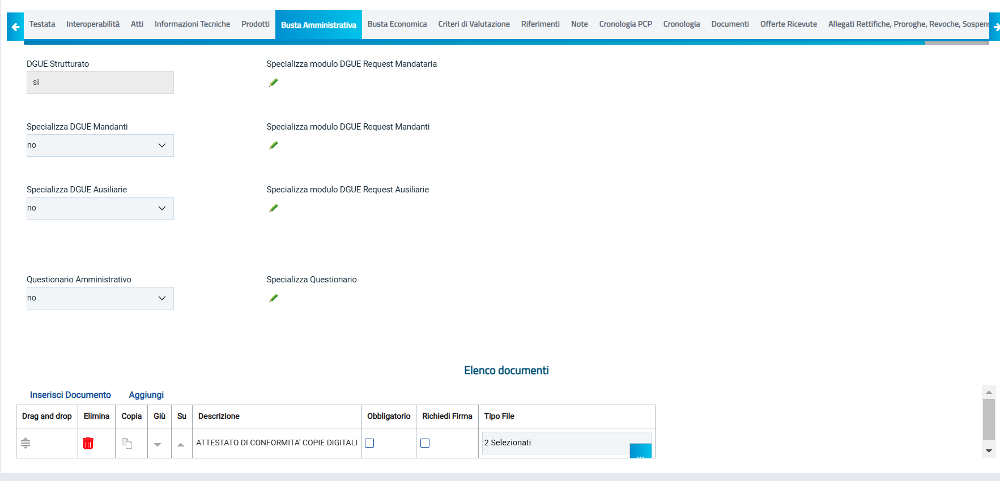 Testata Interoperabilità Atti Informazioni Tecniche Prodotti Busta Amministrativa Busta Economica Criteri di Valutazione Riferimenti Note Cronologia PCP Cronologia Documenti Offerte Ricevute Allegati Rettifiche, Proroghe, Revoche, Sospens
DGUE Strutturato Specializza modulo DGUE Request Mandataria
si
Specializza DGUE Mandanti Specializza modulo DGUE Request Mandanti
no
Specializza DGUE Ausiliarie Specializza modulo DGUE Request Ausiliarie
no
Questionario Amministrativo Specializza Questionario
no
Elenco documenti
Inserisci Documento Aggiungi
Drag and drop Elimina Copia Giù Su Descrizione Obbligatorio Richiedi Firma Tipo File
ATTESTATO DI CONFORMITA' COPIE DIGITALI 2 Selezionati
...